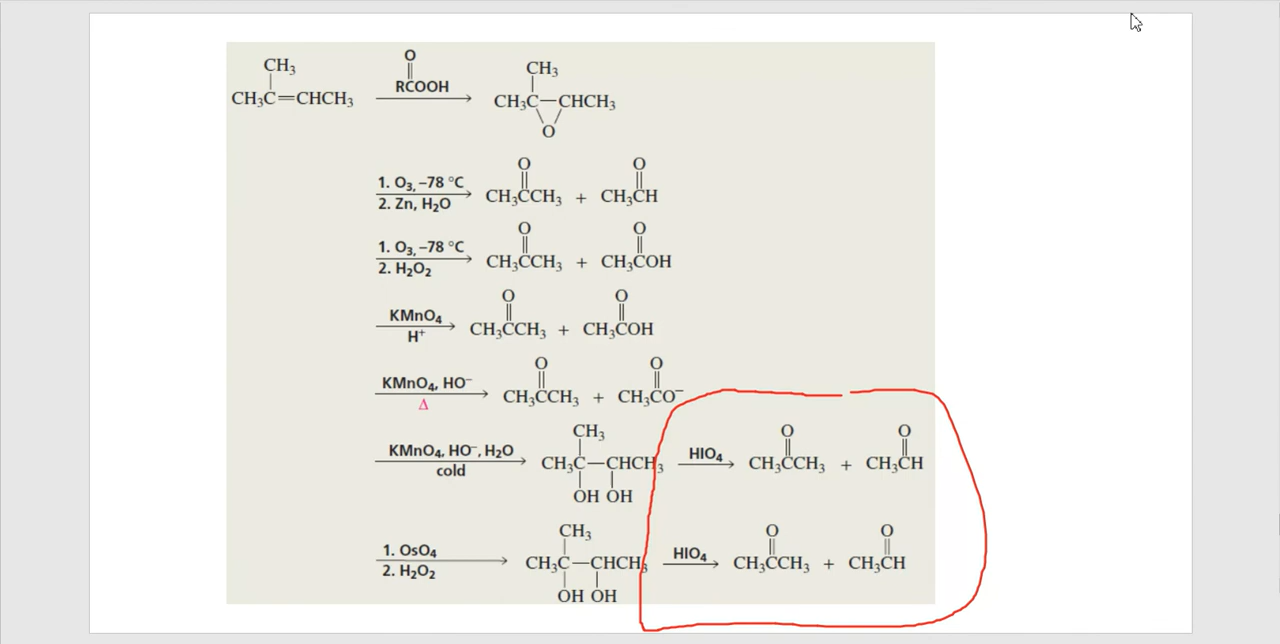 CH₃ O CH₃
CH₃C=CHCH₃ RCOOH CH₃C—CHCH₃
O
O O
1. O₃, –78 °C CH₃CCH₃ + CH₃CH
2. Zn, H₂O
O O
1. O₃, –78 °C CH₃CCH₃ + CH₃COH
2. H₂O₂
O O
KMnO₄ CH₃CCH₃ + CH₃COH
H⁺
O O
KMnO₄, HO⁻ CH₃CCH₃ + CH₃CO⁻
Δ
CH₃ O O
KMnO₄, HO⁻, H₂O CH₃C—CHCH₃ HIO₄ CH₃CCH₃ + CH₃CH
cold
OH OH
CH₃ O O
1. OsO₄ CH₃C—CHCH₃ HIO₄ CH₃CCH₃ + CH₃CH
2. H₂O₂
OH OH